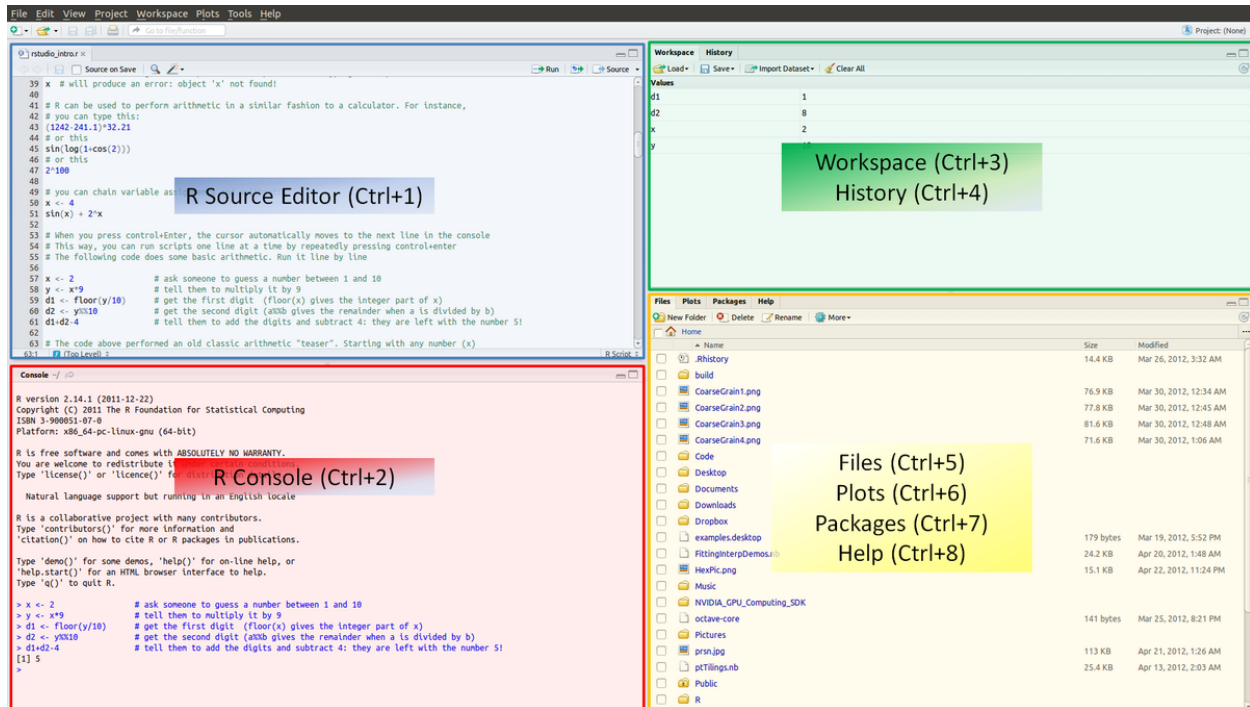 File Edit View Project Workspace Plots Tools Help
Go to file/function
Project: (None)
rstudio_intro.r
Source on Save
Run
Source
39 x # will produce an error: object 'x' not found!
40
41 # R can be used to perform arithmetic in a similar fashion to a calculator. For instance,
42 # you can type this:
43 (1242-241.1)*32.21
44 # or this
45 sin(log(1+cos(2)))
46 # or this
47 2^100
48
49 # you can chain variable
50 x <- 4
51 sin(x) + 2^x
52
53 # When you press control+Enter, the cursor automatically moves to the next line in the console
54 # This way, you can run scripts one line at a time by repeatedly pressing control+enter
55 # The following code does some basic arithmetic. Run it line by line
56
57 x <- 2 # ask someone to guess a number between 1 and 10
58 y <- x*9 # tell them to multiply it by 9
59 d1 <- floor(y/10) # get the first digit (floor(x) gives the integer part of x)
60 d2 <- y%%10 # get the second digit (a%%b gives the remainder when a is divided by b)
61 d1+d2-4 # tell them to add the digits and subtract 4: they are left with the number 5!
62
63 # The code above performed an old classic arithmetic "teaser". Starting with any number (x)
63:1 (Top Level) R Script
R Source Editor (Ctrl+1)
Console ~/
R version 2.14.1 (2011-12-22)
Copyright (C) 2011 The R Foundation for Statistical Computing
ISBN 3-900051-07-0
Platform: x86_64-pc-linux-gnu (64-bit)
R is free software and comes with ABSOLUTELY NO WARRANTY.
You are welcome to redistribute it under certain conditions.
Type 'license()' or 'licence()' for distribution
Natural language support but running in an English locale
R is a collaborative project with many contributors.
Type 'contributors()' for more information and
'citation()' on how to cite R or R packages in publications.
Type 'demo()' for some demos, 'help()' for on-line help, or
'help.start()' for an HTML browser interface to help.
Type 'q()' to quit R.
> x <- 2 # ask someone to guess a number between 1 and 10
> y <- x*9 # tell them to multiply it by 9
> d1 <- floor(y/10) # get the first digit (floor(x) gives the integer part of x)
> d2 <- y%%10 # get the second digit (a%%b gives the remainder when a is divided by b)
> d1+d2-4 # tell them to add the digits and subtract 4: they are left with the number 5!
[1] 5
>
R Console (Ctrl+2)
Workspace History
Load Save Import Dataset Clear All
Values
d1 1
d2 8
x 2
y
Workspace (Ctrl+3)
History (Ctrl+4)
Files Plots Packages Help
New Folder Delete Rename More
Home
Name Size Modified
.Rhistory 14.4 KB Mar 26, 2012, 3:32 AM
build
CoarseGrain1.png 76.9 KB Mar 30, 2012, 12:34 AM
CoarseGrain2.png 77.8 KB Mar 30, 2012, 12:45 AM
CoarseGrain3.png 81.6 KB Mar 30, 2012, 12:48 AM
CoarseGrain4.png 71.6 KB Mar 30, 2012, 1:06 AM
Code
Desktop
Documents
Downloads
Dropbox
examples.desktop 179 bytes Mar 19, 2012, 5:52 PM
FittingInterpDemos.nb 24.2 KB Apr 20, 2012, 1:48 AM
HexPic.png 15.1 KB Apr 22, 2012, 11:24 PM
Music
NVIDIA_GPU_Computing_SDK
octave-core 141 bytes Mar 25, 2012, 8:21 PM
Pictures
prsn.jpg 113 KB Apr 21, 2012, 1:26 AM
ptTilings.nb 25.4 KB Apr 13, 2012, 2:03 AM
Public
R
Files (Ctrl+5)
Plots (Ctrl+6)
Packages (Ctrl+7)
Help (Ctrl+8)